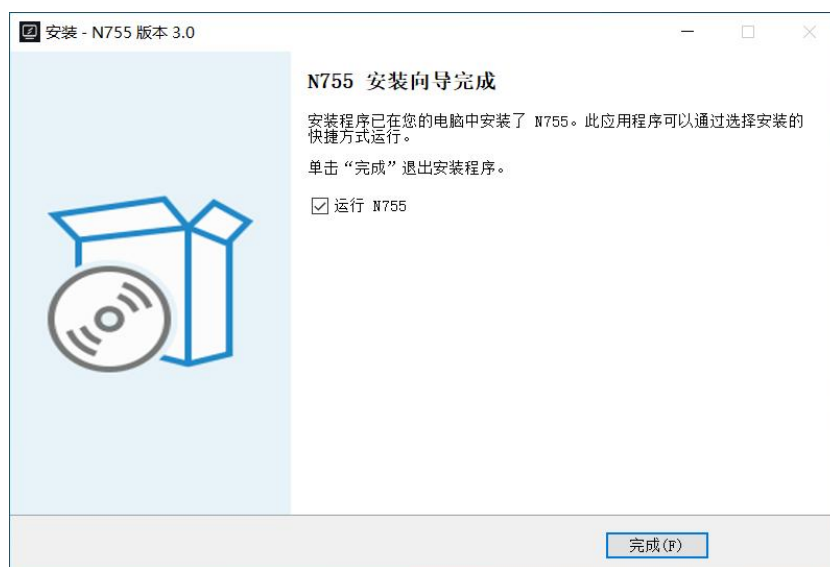 安装 - N755 版本 3.0
N755 安装向导完成
安装程序已在您的电脑中安装了 N755。此应用程序可以通过选择安装的
快捷方式运行。
单击“完成”退出安装程序。
运行 N755
完成(F)